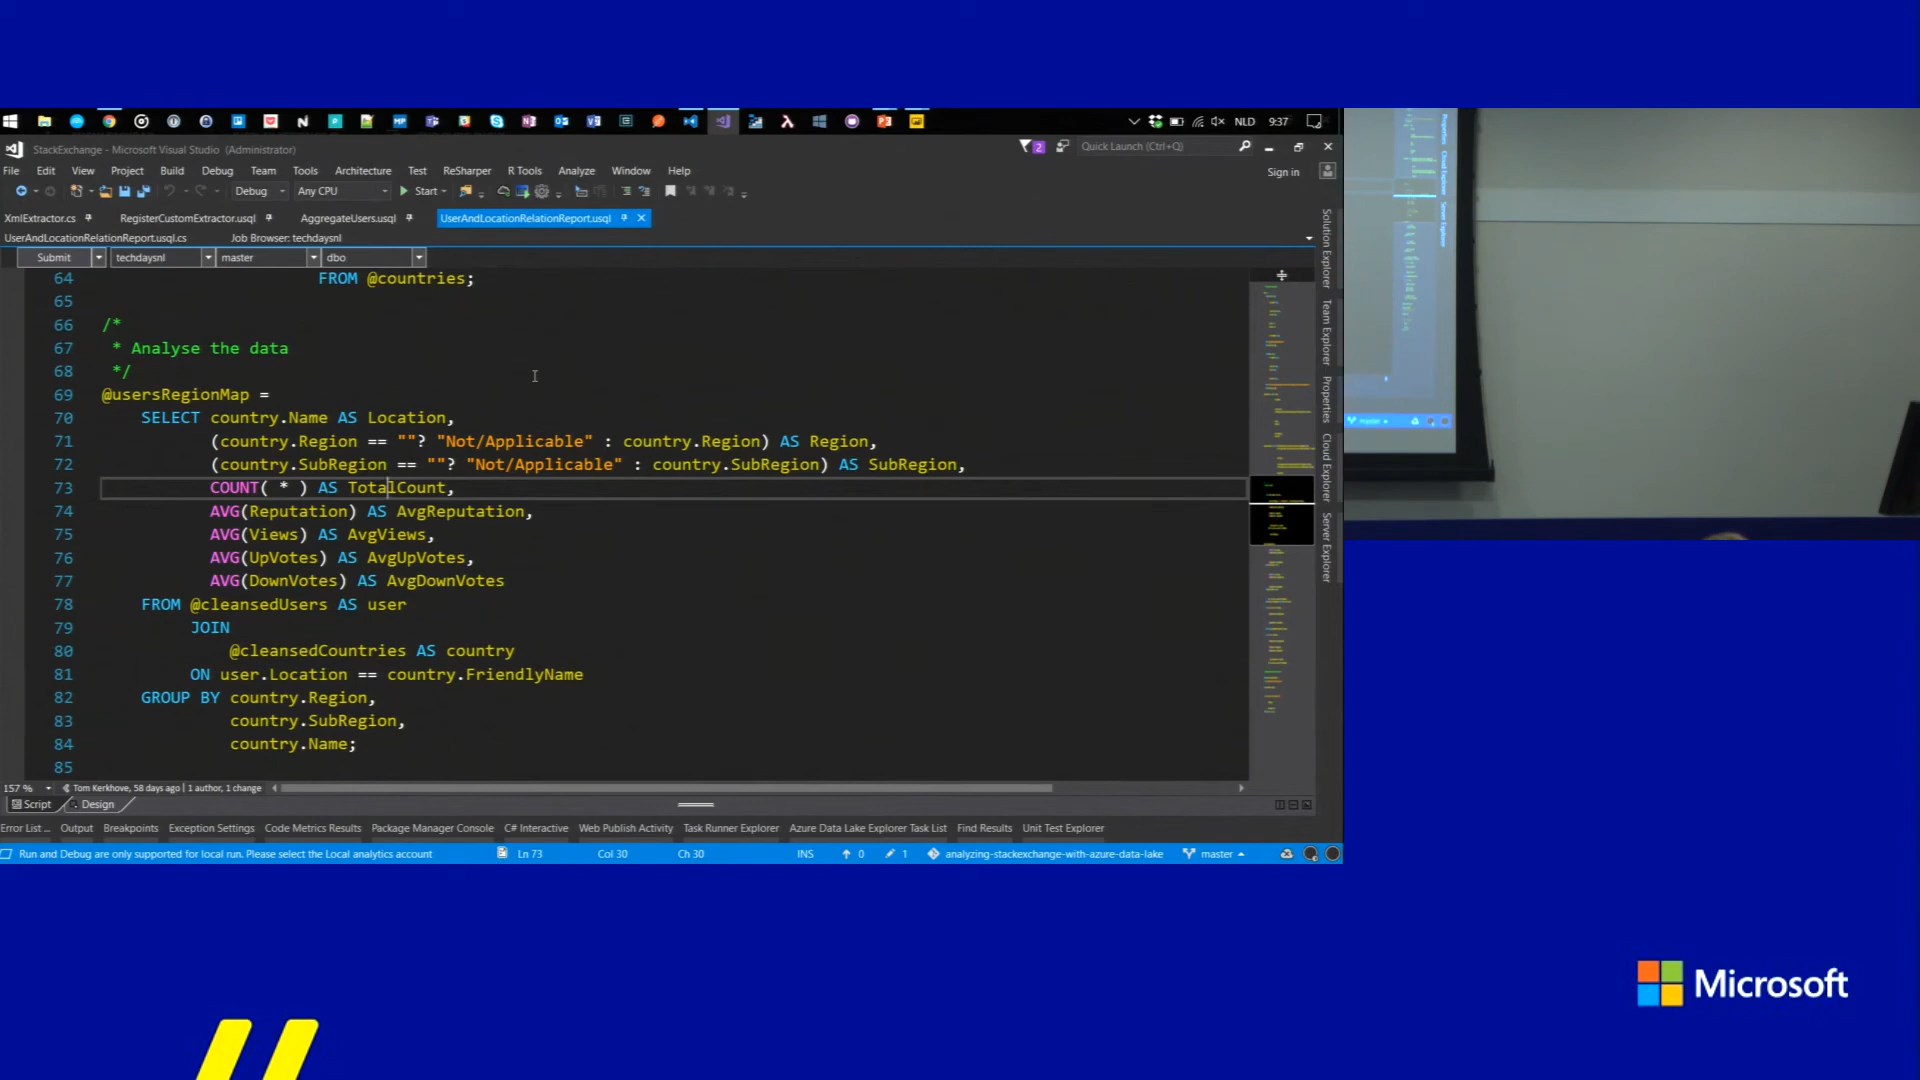 NLD 9:37
StackExchange - Microsoft Visual Studio (Administrator)
2 Quick Launch (Ctrl+Q)
File Edit View Project Build Debug Team Tools Architecture Test ReSharper R Tools Analyze Window Help
Sign in
Debug Any CPU Start
XmlExtractor.cs RegisterCustomExtractor.usql AggregateUsers.usql UserAndLocationRelationReport.usql
UserAndLocationRelationReport.usql.cs Job Browser: techdaysnl
Submit techdaysnl master dbo
64 FROM @countries;
65
66 /*
67 * Analyse the data
68 */
69 @usersRegionMap =
70 SELECT country.Name AS Location,
71 (country.Region == ""? "Not/Applicable" : country.Region) AS Region,
72 (country.SubRegion == ""? "Not/Applicable" : country.SubRegion) AS SubRegion,
73 COUNT( * ) AS TotalCount,
74 AVG(Reputation) AS AvgReputation,
75 AVG(Views) AS AvgViews,
76 AVG(UpVotes) AS AvgUpVotes,
77 AVG(DownVotes) AS AvgDownVotes
78 FROM @cleansedUsers AS user
79 JOIN
80 @cleansedCountries AS country
81 ON user.Location == country.FriendlyName
82 GROUP BY country.Region,
83 country.SubRegion,
84 country.Name;
85
157 % Tom Kerkhove, 58 days ago | 1 author, 1 change
Script Design
Error List ... Output Breakpoints Exception Settings Code Metrics Results Package Manager Console C# Interactive Web Publish Activity Task Runner Explorer Azure Data Lake Explorer Task List Find Results Unit Test Explorer
Run and Debug are only supported for local run. Please select the Local analytics account Ln 73 Col 30 Ch 30 INS 0 1 analyzing-stackexchange-with-azure-data-lake master
Solution Explorer
Team Explorer
Properties
Cloud Explorer
Server Explorer
Properties Cloud Explorer Server Explorer
Microsoft